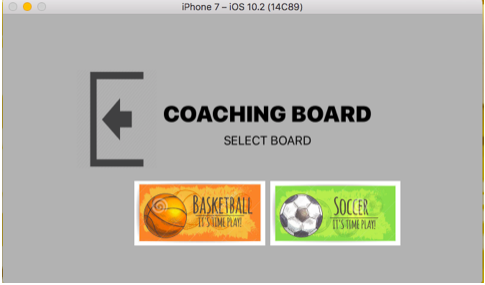 iPhone 7 – iOS 10.2 (14C89)
COACHING BOARD
SELECT BOARD
BASKETBALL
IT'S TIME PLAY!
SOCCER
IT'S TIME PLAY!